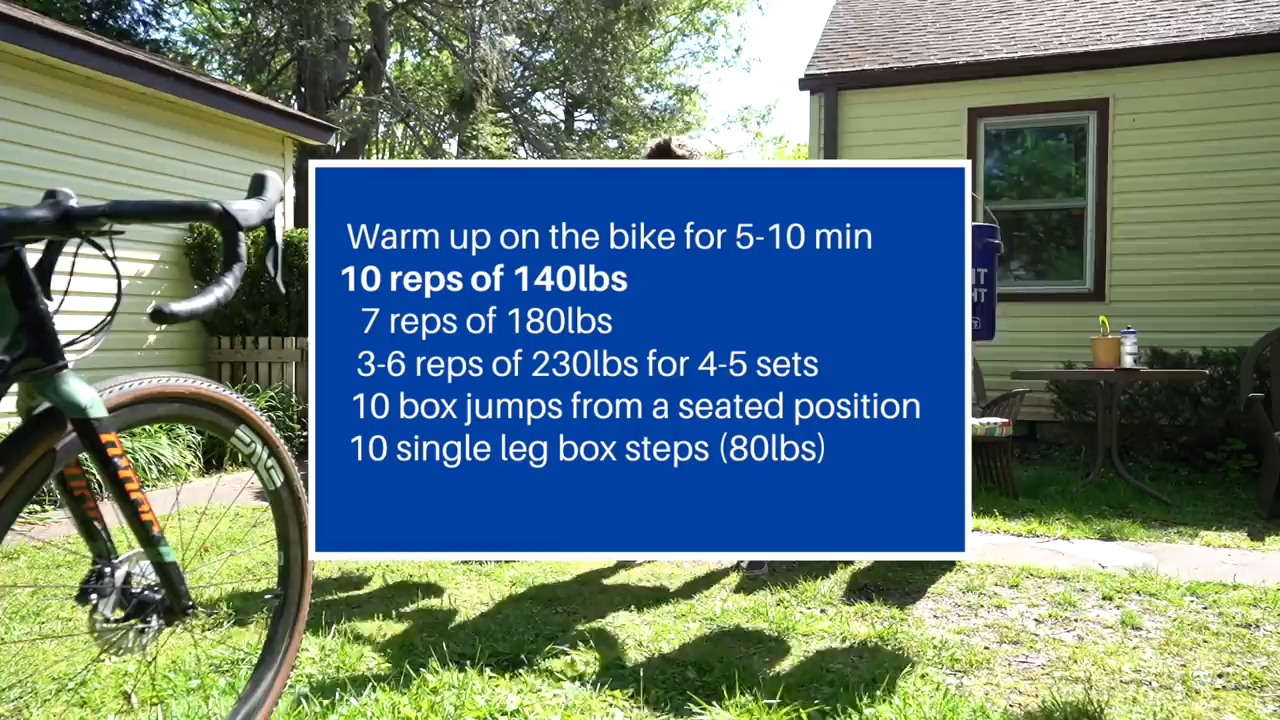 Warm up on the bike for 5-10 min
10 reps of 140lbs
7 reps of 180lbs
3-6 reps of 230lbs for 4-5 sets
10 box jumps from a seated position
10 single leg box steps (80lbs)